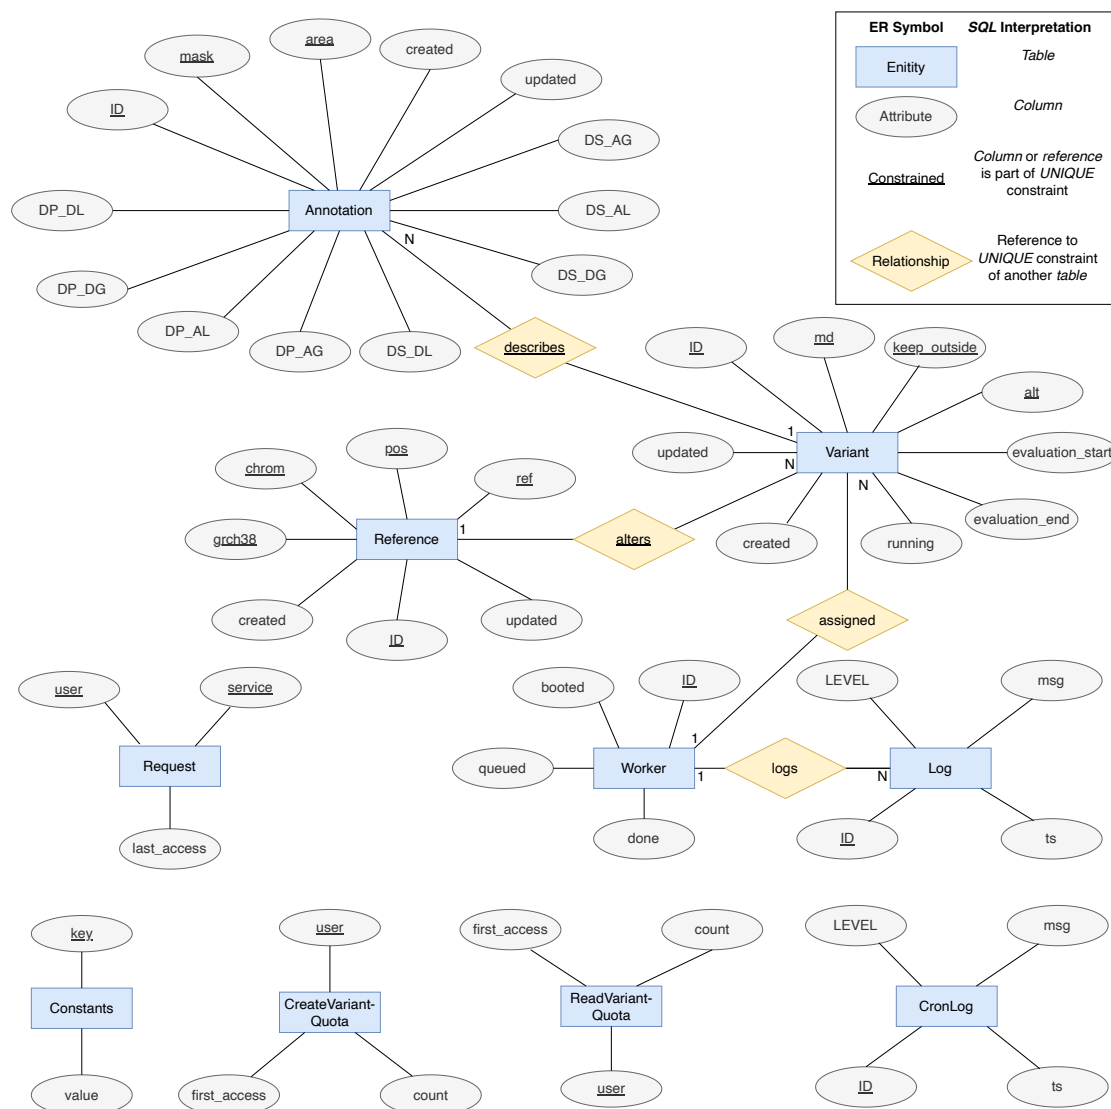 ER Symbol
SQL Interpretation
Enitity
Table
Attribute
Column
Constrained
Column or reference
is part of UNIQUE
constraint
Relationship
Reference to
UNIQUE constraint
of another table
area
created
mask
updated
ID
DS_AG
DP_DL
Annotation
DS_AL
N
DS_DG
DP_DG
DP_AL
DP_AG
DS_DL
describes
ID
md
keep_outside
alt
1
updated
Variant
evaluation_start
N
N
evaluation_end
created
running
pos
chrom
ref
1
grch38
Reference
alters
created
updated
ID
assigned
user
service
Request
last_access
booted
ID
LEVEL
msg
1
queued
Worker
1
logs
N
Log
done
ID
ts
key
Constants
value
user
CreateVariant-
Quota
first_access
count
first_access
count
ReadVariant-
Quota
user
LEVEL
msg
CronLog
ID
ts